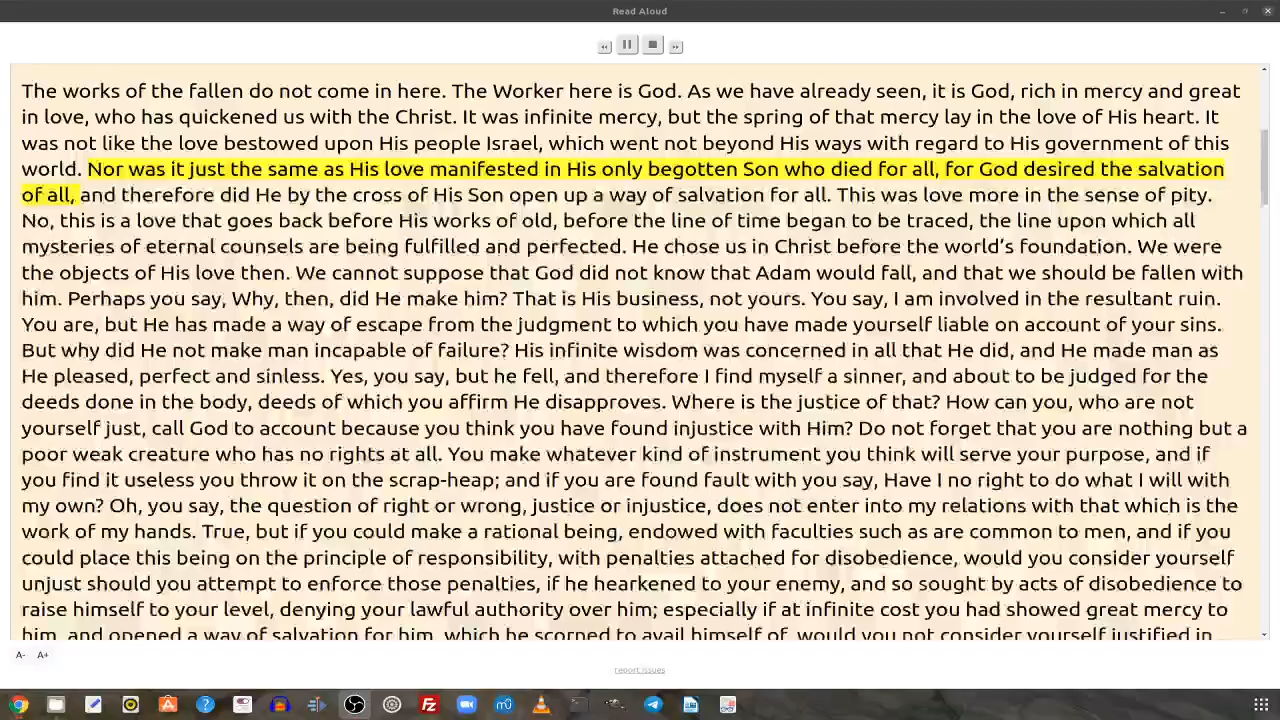 Read Aloud
The works of the fallen do not come in here. The Worker here is God. As we have already seen, it is God, rich in mercy and great
in love, who has quickened us with the Christ. It was infinite mercy, but the spring of that mercy lay in the love of His heart. It
was not like the love bestowed upon His people Israel, which went not beyond His ways with regard to His government of this
world. Nor was it just the same as His love manifested in His only begotten Son who died for all, for God desired the salvation
of all, and therefore did He by the cross of His Son open up a way of salvation for all. This was love more in the sense of pity.
No, this is a love that goes back before His works of old, before the line of time began to be traced, the line upon which all
mysteries of eternal counsels are being fulfilled and perfected. He chose us in Christ before the world’s foundation. We were
the objects of His love then. We cannot suppose that God did not know that Adam would fall, and that we should be fallen with
him. Perhaps you say, Why, then, did He make him? That is His business, not yours. You say, I am involved in the resultant ruin.
You are, but He has made a way of escape from the judgment to which you have made yourself liable on account of your sins.
But why did He not make man incapable of failure? His infinite wisdom was concerned in all that He did, and He made man as
He pleased, perfect and sinless. Yes, you say, but he fell, and therefore I find myself a sinner, and about to be judged for the
deeds done in the body, deeds of which you affirm He disapproves. Where is the justice of that? How can you, who are not
yourself just, call God to account because you think you have found injustice with Him? Do not forget that you are nothing but a
poor weak creature who has no rights at all. You make whatever kind of instrument you think will serve your purpose, and if
you find it useless you throw it on the scrap-heap; and if you are found fault with you say, Have I no right to do what I will with
my own? Oh, you say, the question of right or wrong, justice or injustice, does not enter into my relations with that which is the
work of my hands. True, but if you could make a rational being, endowed with faculties such as are common to men, and if you
could place this being on the principle of responsibility, with penalties attached for disobedience, would you consider yourself
unjust should you attempt to enforce those penalties, if he hearkened to your enemy, and so sought by acts of disobedience to
raise himself to your level, denying your lawful authority over him; especially if at infinite cost you had showed great mercy to
him, and opened a way of salvation for him, which he scorned to avail himself of, would you not consider yourself justified in
A- A+
report issues